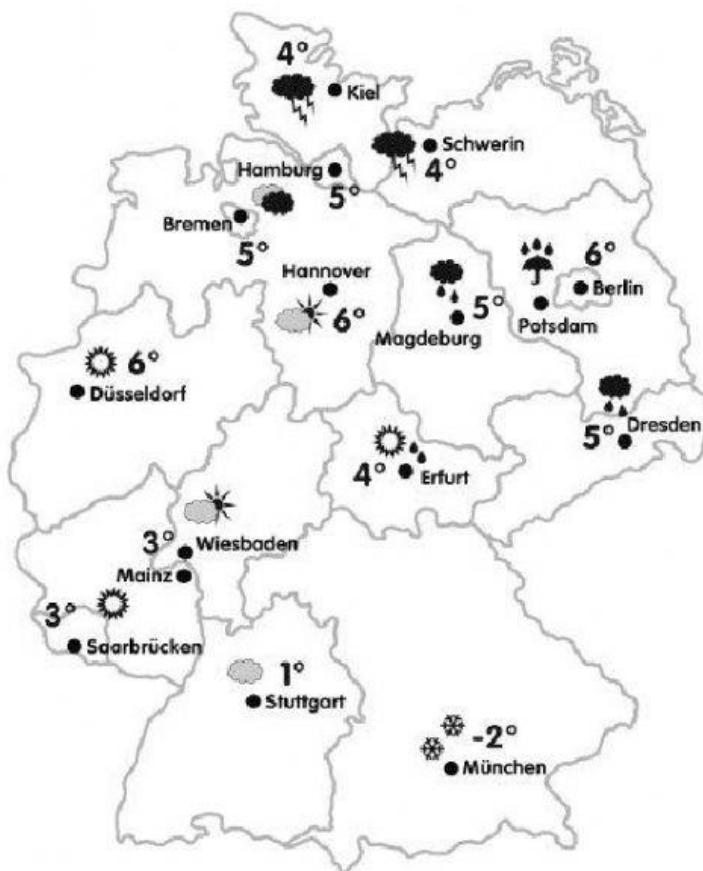 4°
Kiel
Schwerin
4°
Hamburg
5°
Bremen
5°
Hannover
6°
Magdeburg
5°
6°
Berlin
Potsdam
6°
Düsseldorf
Dresden
5°
4°
Erfurt
3°
Wiesbaden
Mainz
3°
Saarbrücken
1°
Stuttgart
-2°
München